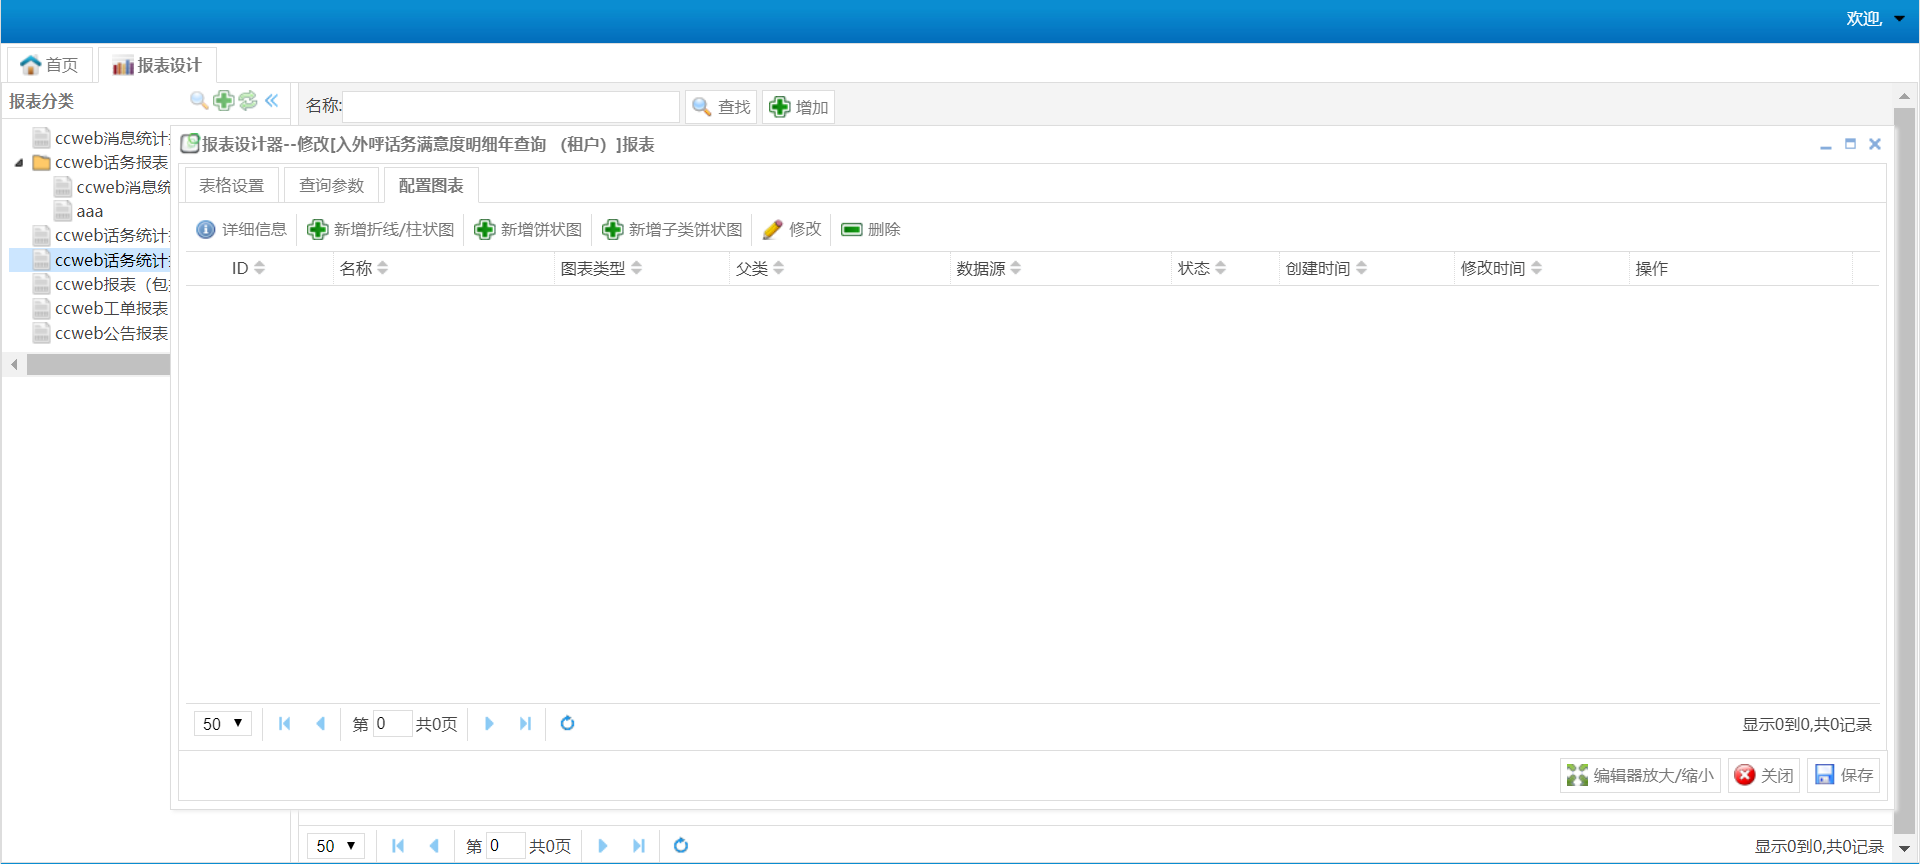 欢迎,
首页
报表设计
报表分类
名称:
查找
增加
ccweb消息统计
ccweb话务报表
ccweb消息统
aaa
ccweb话务统计
ccweb话务统计
ccweb报表（包
ccweb工单报表
ccweb公告报表
报表设计器--修改[入外呼话务满意度明细年查询 （租户）]报表
表格设置
查询参数
配置图表
详细信息
新增折线/柱状图
新增饼状图
新增子类饼状图
修改
删除
ID
名称
图表类型
父类
数据源
状态
创建时间
修改时间
操作
50
第 0 共0页
显示0到0,共0记录
编辑器放大/缩小
关闭
保存
50
第 0 共0页
显示0到0,共0记录